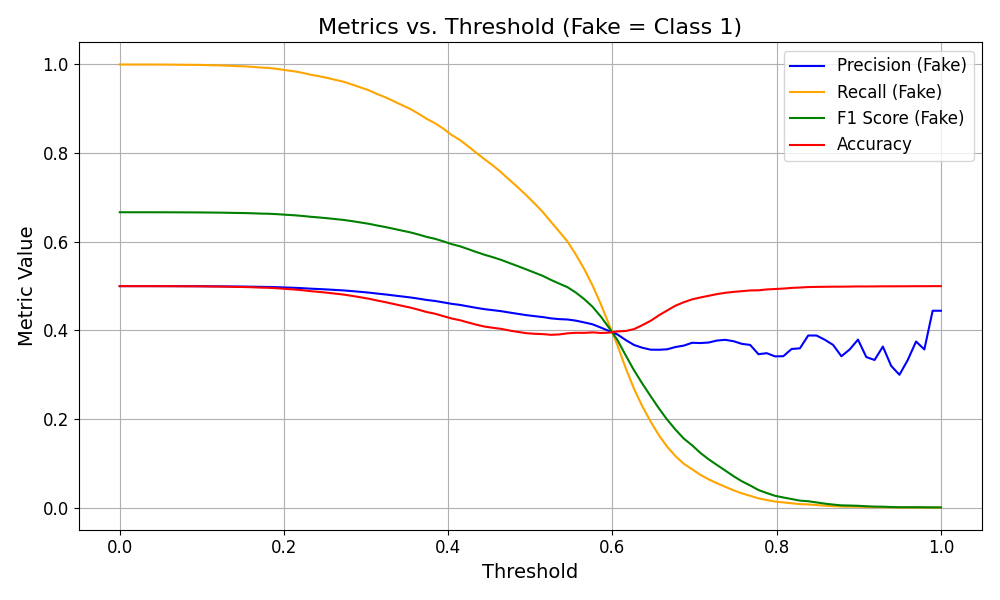 Metrics vs. Threshold (Fake = Class 1)
Precision (Fake)
Recall (Fake)
F1 Score (Fake)
Accuracy
Metric Value
1.0
0.8
0.6
0.4
0.2
0.0
0.0 0.2 0.4 0.6 0.8 1.0
Threshold